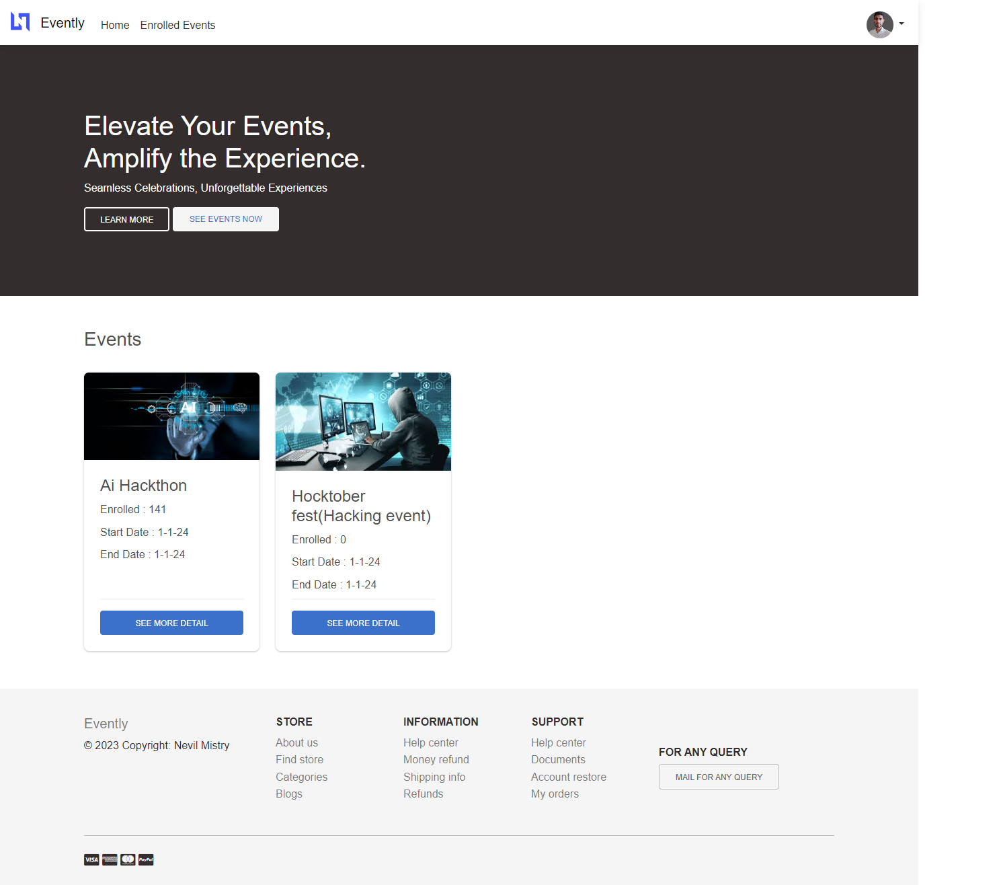 Evently
Home
Enrolled Events
Elevate Your Events,
Amplify the Experience.
Seamless Celebrations, Unforgettable Experiences
LEARN MORE
SEE EVENTS NOW
Events
AI
Ai Hackthon
Enrolled : 141
Start Date : 1-1-24
End Date : 1-1-24
SEE MORE DETAIL
Hocktober
fest(Hacking event)
Enrolled : 0
Start Date : 1-1-24
End Date : 1-1-24
SEE MORE DETAIL
Evently
© 2023 Copyright: Nevil Mistry
STORE
About us
Find store
Categories
Blogs
INFORMATION
Help center
Money refund
Shipping info
Refunds
SUPPORT
Help center
Documents
Account restore
My orders
FOR ANY QUERY
MAIL FOR ANY QUERY
VISA
PayPal